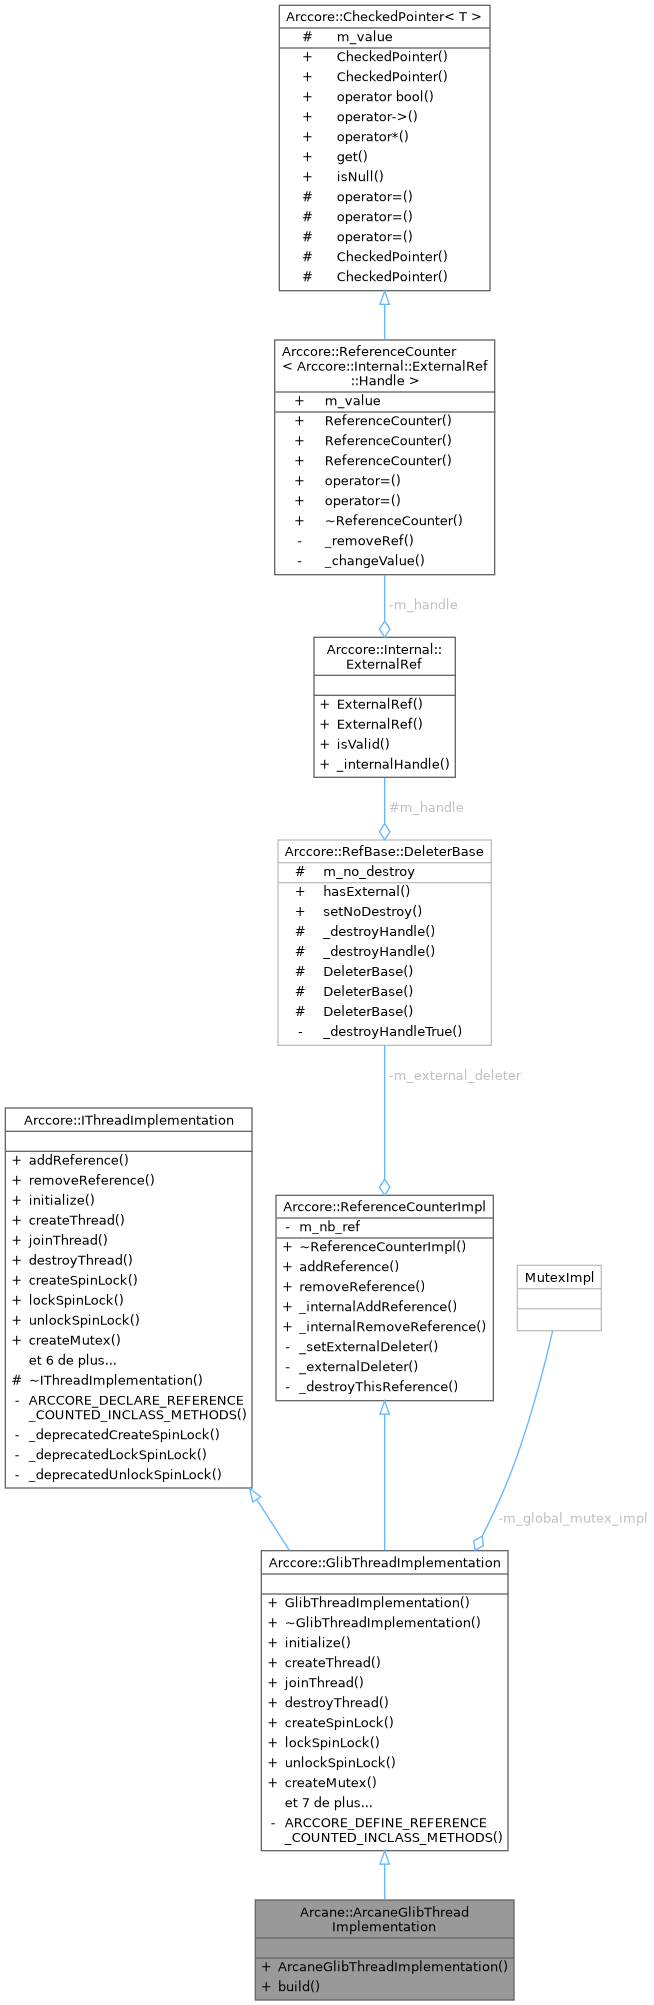 Arccore::CheckedPointer< T >
# m_value
+ CheckedPointer()
+ CheckedPointer()
+ operator bool()
+ operator->()
+ operator*()
+ get()
+ isNull()
# operator=()
# operator=()
# operator=()
# CheckedPointer()
# CheckedPointer()
Arccore::ReferenceCounter
< Arccore::Internal::ExternalRef
::Handle >
+ m_value
+ ReferenceCounter()
+ ReferenceCounter()
+ ReferenceCounter()
+ operator=()
+ operator=()
+ ~ReferenceCounter()
- _removeRef()
- _changeValue()
-m_handle
Arccore::Internal::
ExternalRef
+ ExternalRef()
+ ExternalRef()
+ isValid()
+ _internalHandle()
#m_handle
Arccore::RefBase::DeleterBase
# m_no_destroy
+ hasExternal()
+ setNoDestroy()
# _destroyHandle()
# _destroyHandle()
# DeleterBase()
# DeleterBase()
# DeleterBase()
- _destroyHandleTrue()
-m_external_deleter
Arccore::IThreadImplementation
+ addReference()
+ removeReference()
+ initialize()
+ createThread()
+ joinThread()
+ destroyThread()
+ createSpinLock()
+ lockSpinLock()
+ unlockSpinLock()
+ createMutex()
et 6 de plus...
# ~IThreadImplementation()
- ARCCORE_DECLARE_REFERENCE
_COUNTED_INCLASS_METHODS()
- _deprecatedCreateSpinLock()
- _deprecatedLockSpinLock()
- _deprecatedUnlockSpinLock()
Arccore::ReferenceCounterImpl
- m_nb_ref
+ ~ReferenceCounterImpl()
+ addReference()
+ removeReference()
+ _internalAddReference()
+ _internalRemoveReference()
- _setExternalDeleter()
- _externalDeleter()
- _destroyThisReference()
MutexImpl
-m_global_mutex_impl
Arccore::GlibThreadImplementation
+ GlibThreadImplementation()
+ ~GlibThreadImplementation()
+ initialize()
+ createThread()
+ joinThread()
+ destroyThread()
+ createSpinLock()
+ lockSpinLock()
+ unlockSpinLock()
+ createMutex()
et 7 de plus...
- ARCCORE_DEFINE_REFERENCE
_COUNTED_INCLASS_METHODS()
Arcane::ArcaneGlibThread
Implementation
+ ArcaneGlibThreadImplementation()
+ build()